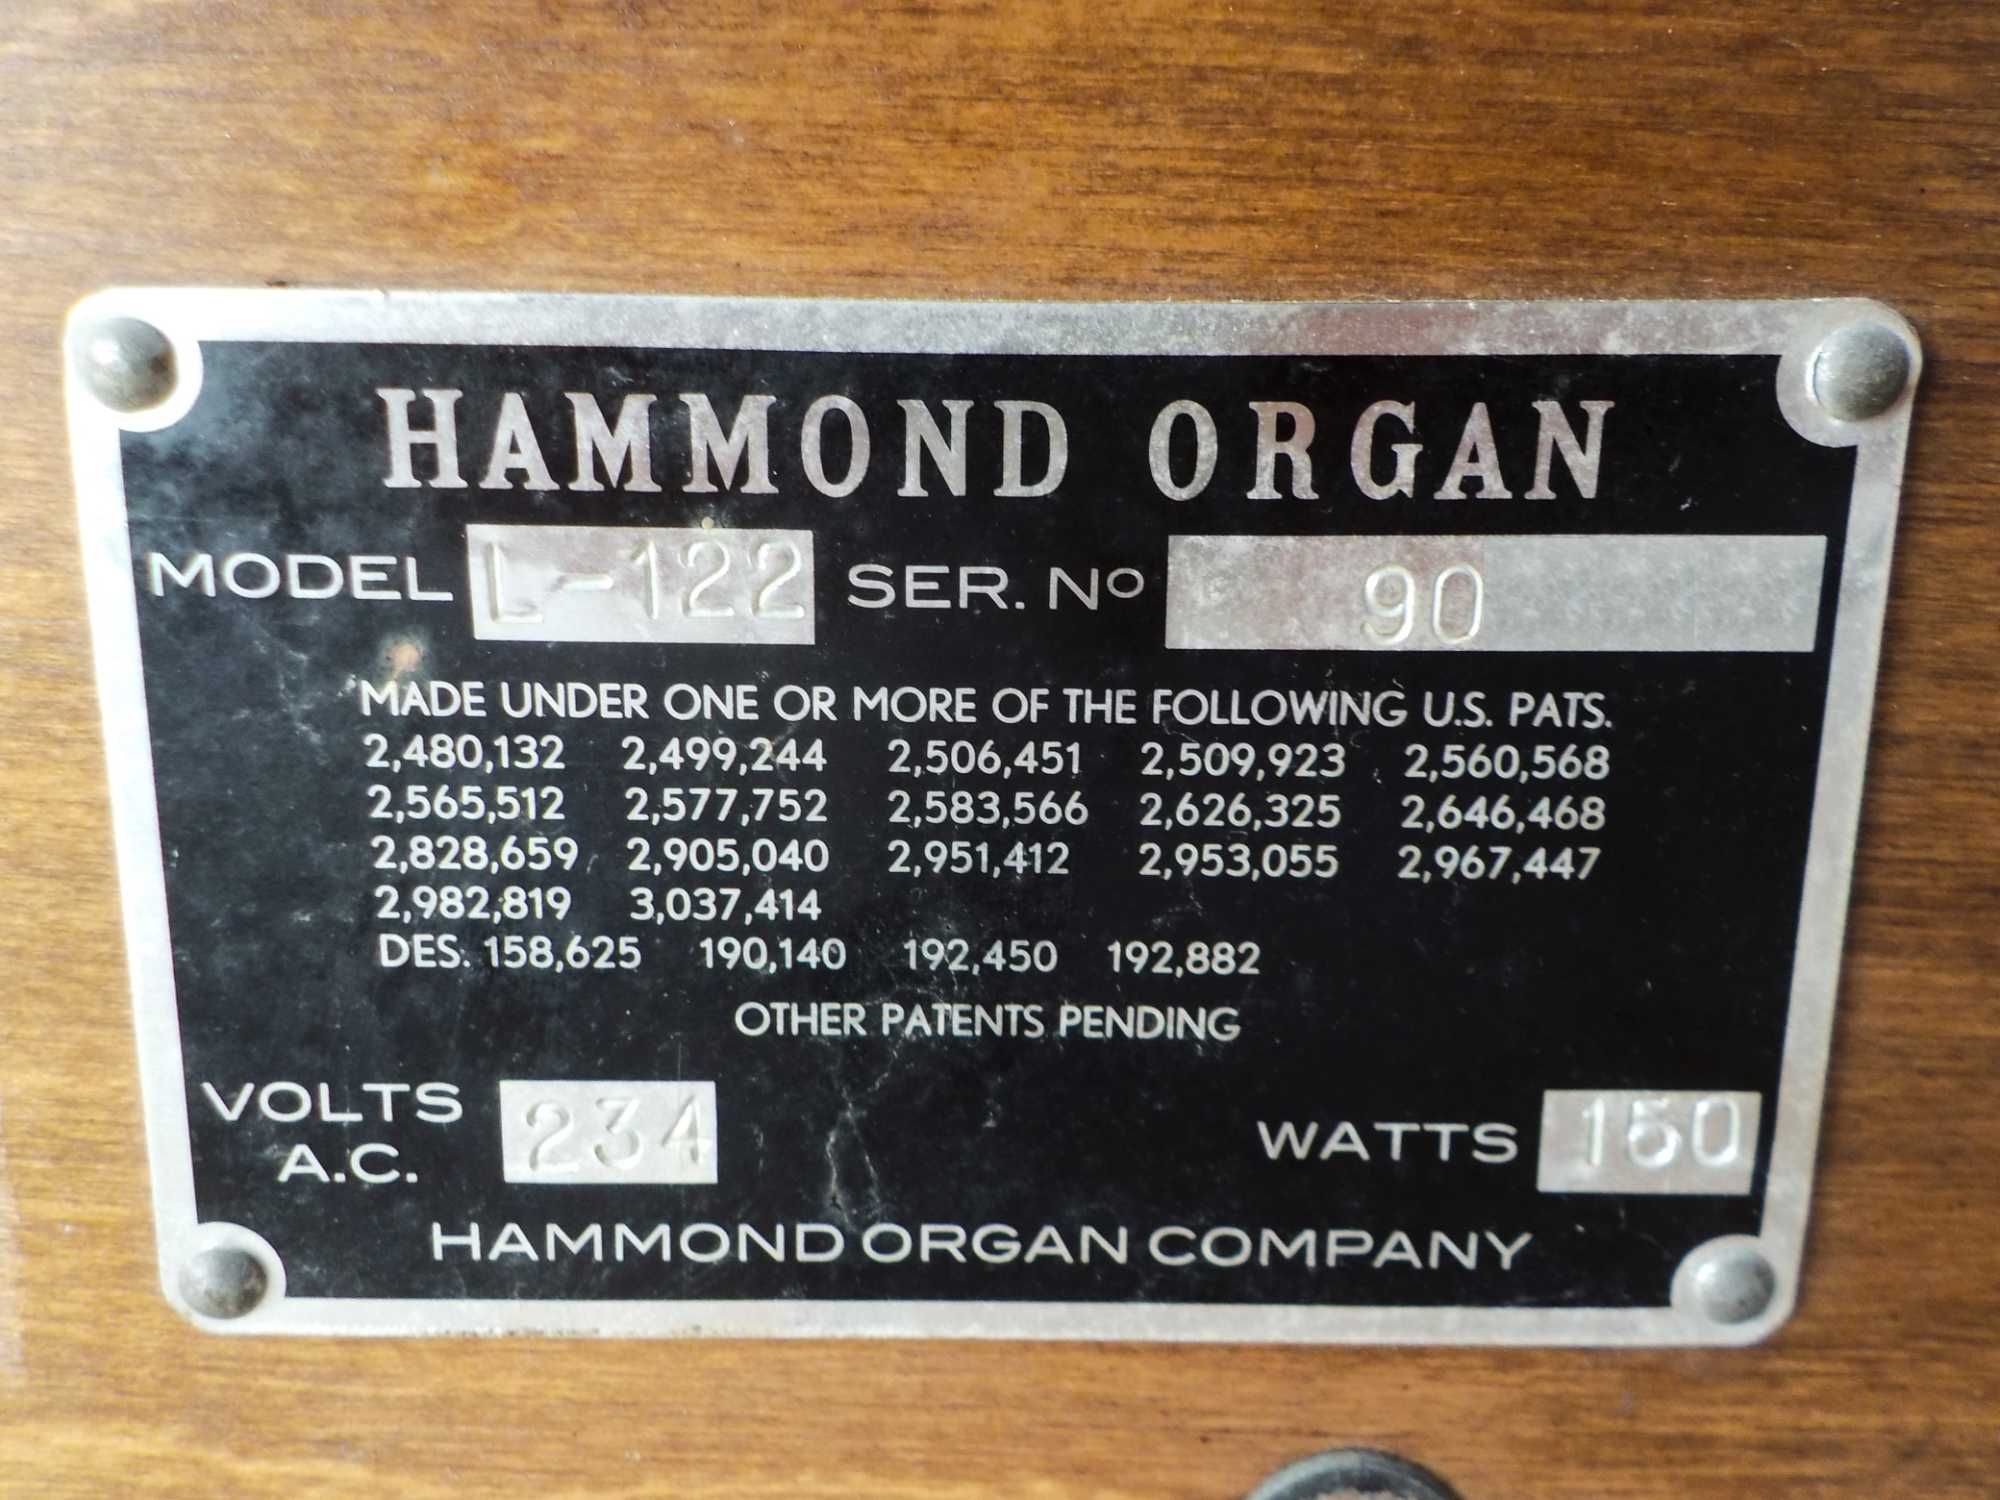 HAMMOND ORGAN
MODEL L-122 SER. Nº 90
MADE UNDER ONE OR MORE OF THE FOLLOWING U.S. PATS.
2,480,132 2,499,244 2,506,451 2,509,923 2,560,568
2,565,512 2,577,752 2,583,566 2,626,325 2,646,468
2,828,659 2,905,040 2,951,412 2,953,055 2,967,447
2,982,819 3,037,414
DES. 158,625 190,140 192,450 192,882
OTHER PATENTS PENDING
VOLTS A.C. 234 WATTS 150
HAMMOND ORGAN COMPANY